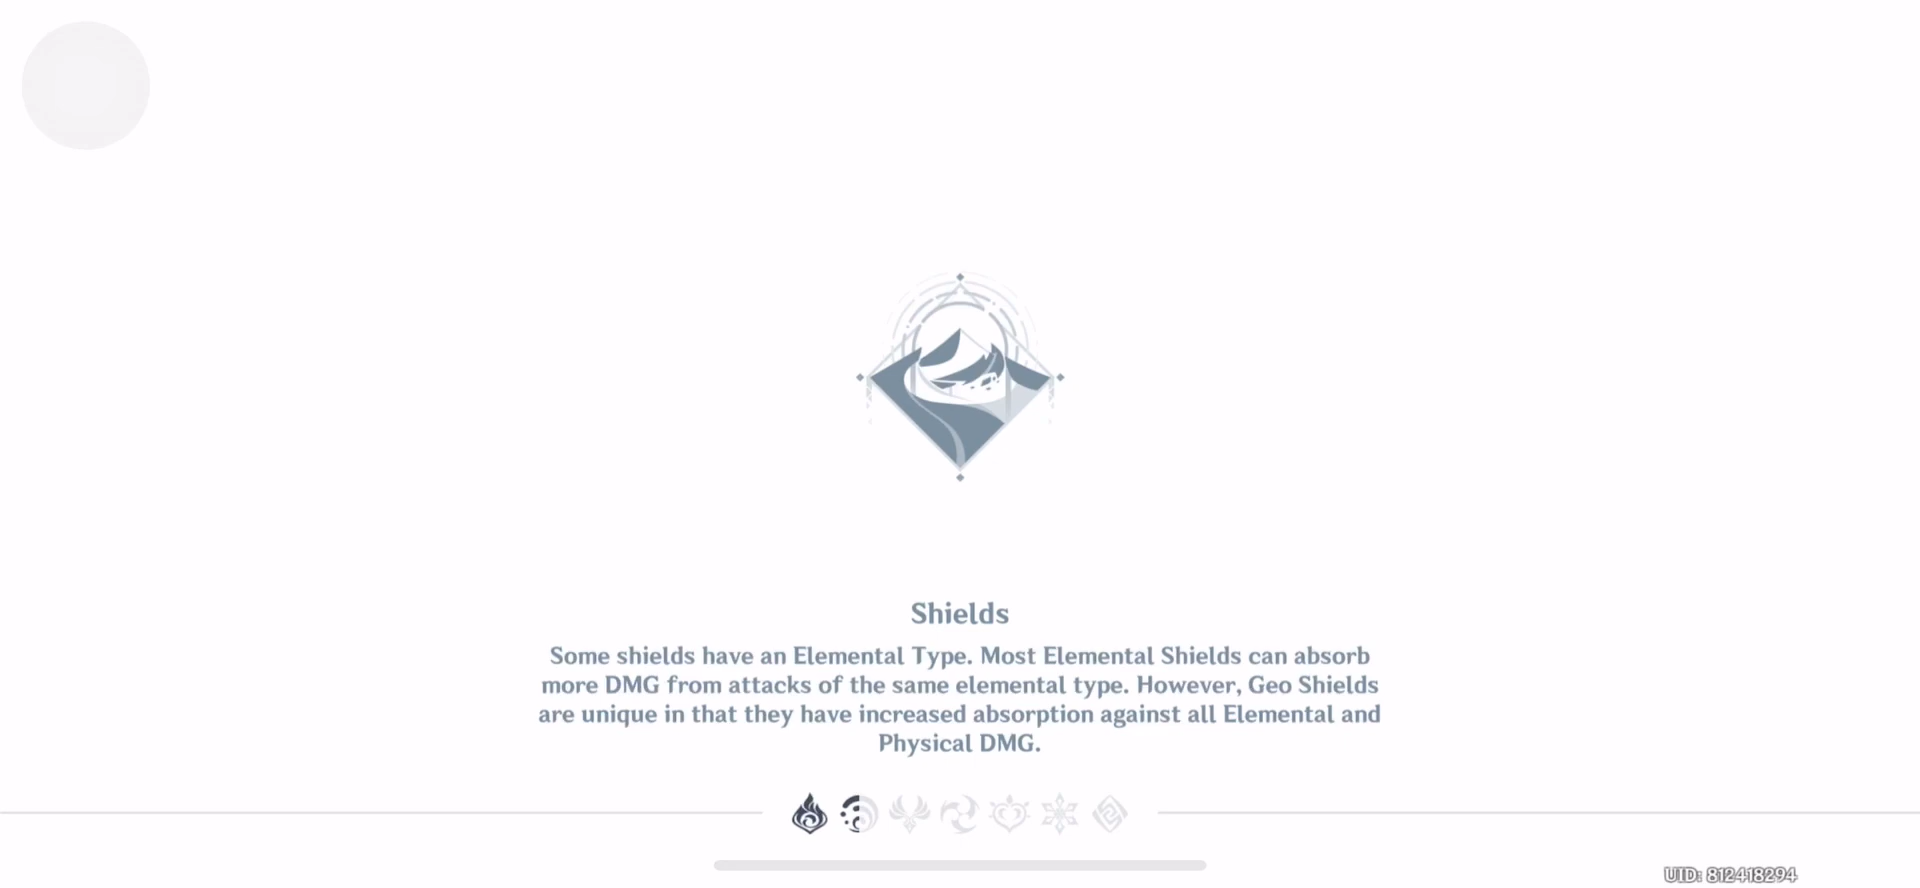 Shields
Some shields have an Elemental Type. Most Elemental Shields can absorb
more DMG from attacks of the same elemental type. However, Geo Shields
are unique in that they have increased absorption against all Elemental and
Physical DMG.
UID: 812418294